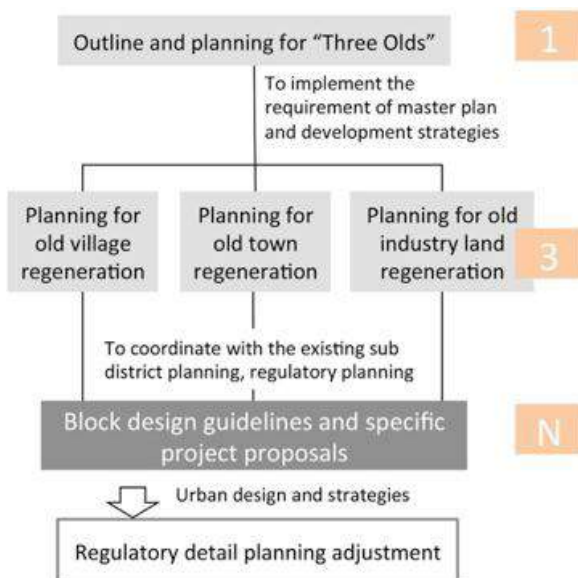 Outline and planning for “Three Olds”
1
To implement the
requirement of master plan
and development strategies
Planning for
old village
regeneration
Planning for
old town
regeneration
Planning for old
industry land
regeneration
3
To coordinate with the existing sub
district planning, regulatory planning
Block design guidelines and specific
project proposals
N
Urban design and strategies
Regulatory detail planning adjustment